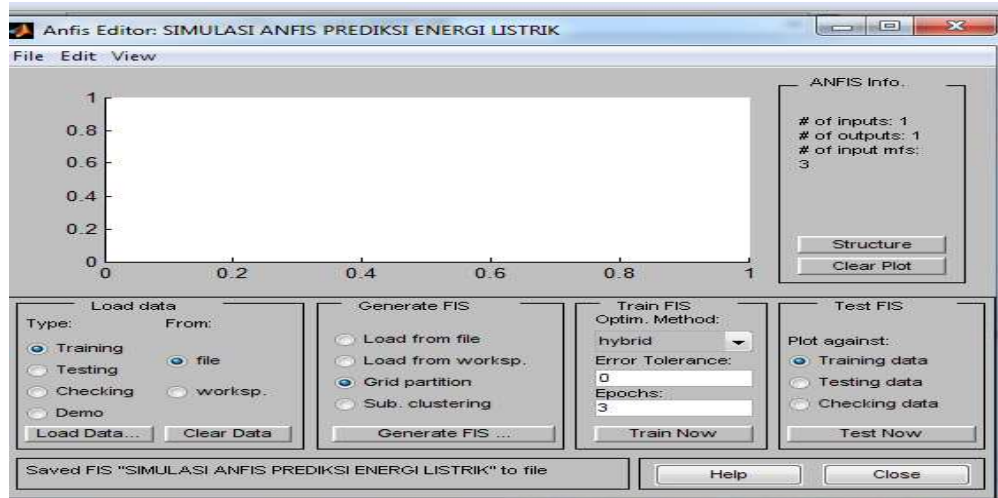 Anfis Editor: SIMULASI ANFIS PREDIKSI ENERGI LISTRIK
File Edit View
1
0.8
0.6
0.4
0.2
0
0 0.2 0.4 0.6 0.8 1
ANFIS Info.
# of inputs: 1
# of outputs: 1
# of input mfs:
3
Structure
Clear Plot
Load data
Type: From:
Training
Testing
Checking
Demo
file
worksp.
Load Data... Clear Data
Generate FIS
Load from file
Load from worksp.
Grid partition
Sub. clustering
Generate FIS ...
Train FIS
Optim. Method:
hybrid
Error Tolerance:
0
Epochs:
3
Train Now
Test FIS
Plot against:
Training data
Testing data
Checking data
Test Now
Saved FIS "SIMULASI ANFIS PREDIKSI ENERGI LISTRIK" to file
Help Close